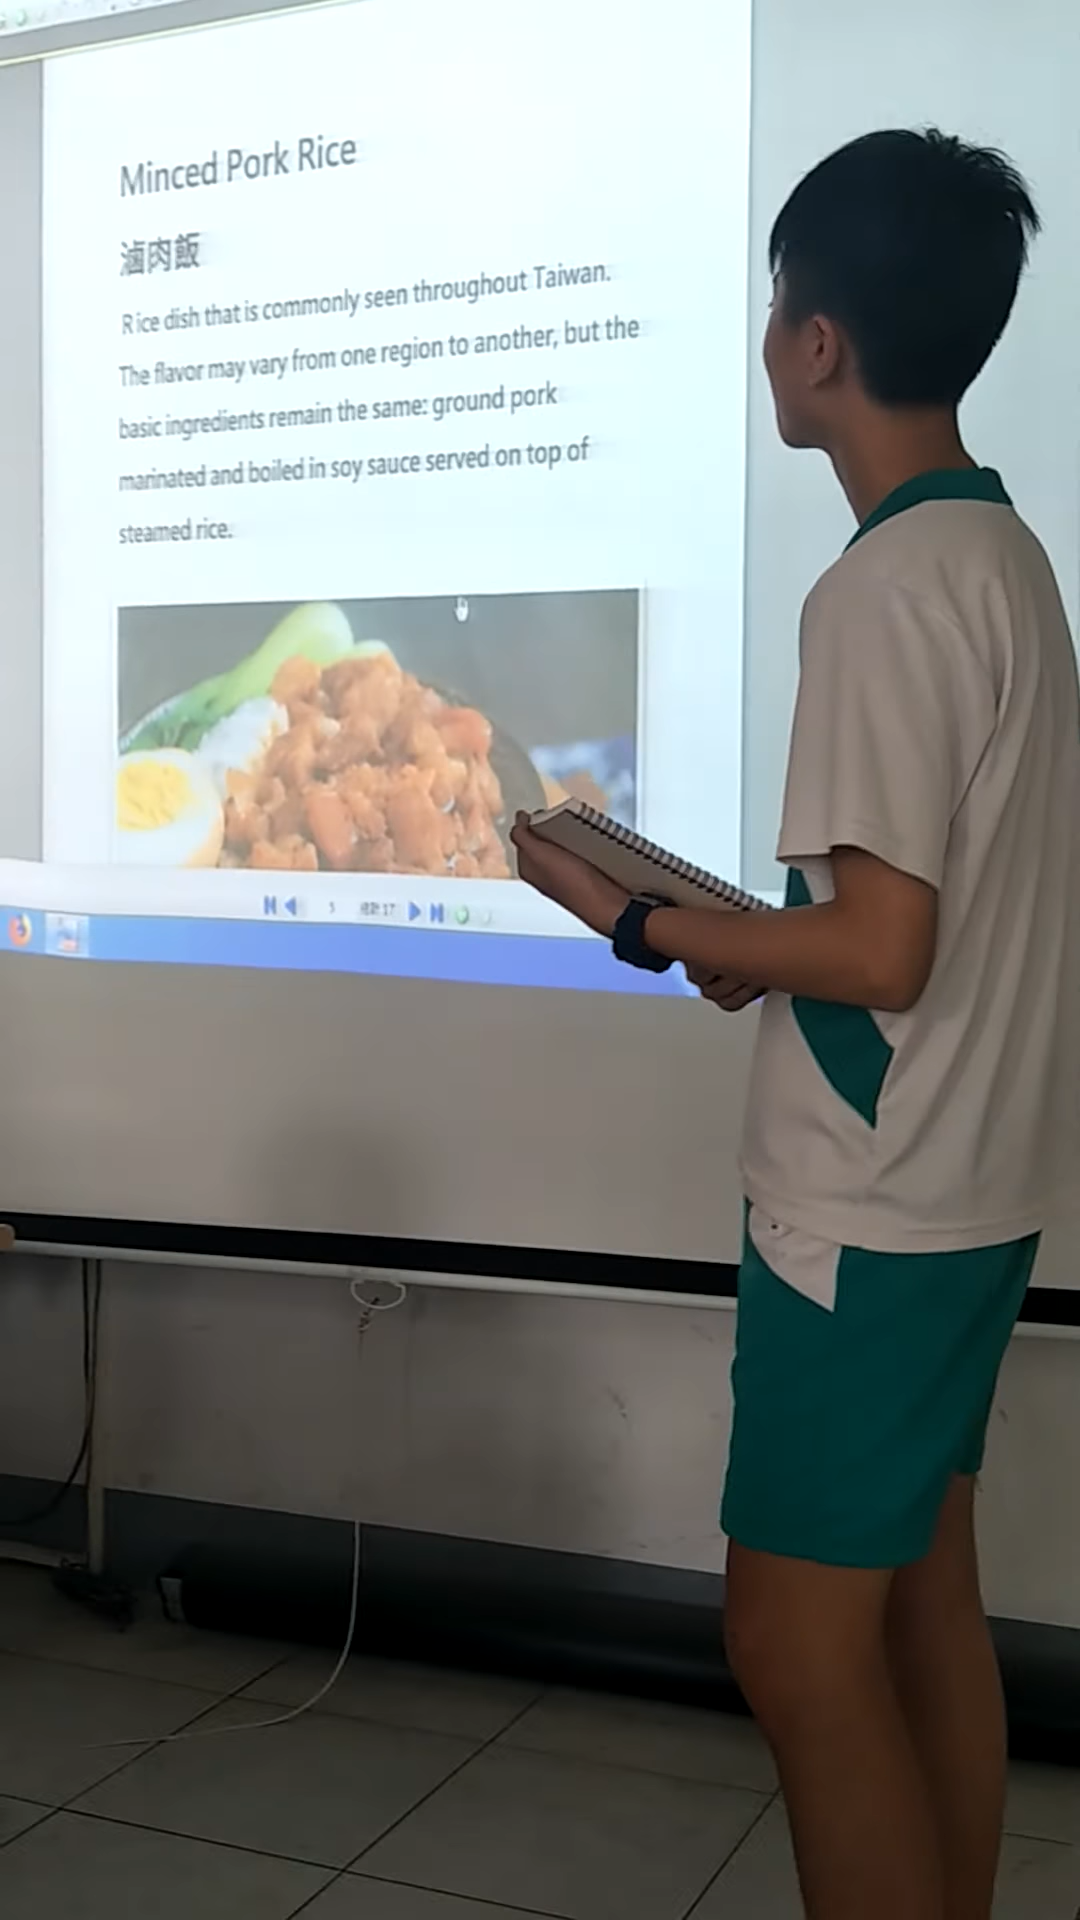 Minced Pork Rice
滷肉飯
Rice dish that is commonly seen throughout Taiwan.
The flavor may vary from one region to another, but the
basic ingredients remain the same: ground pork
marinated and boiled in soy sauce served on top of
steamed rice.
5
17